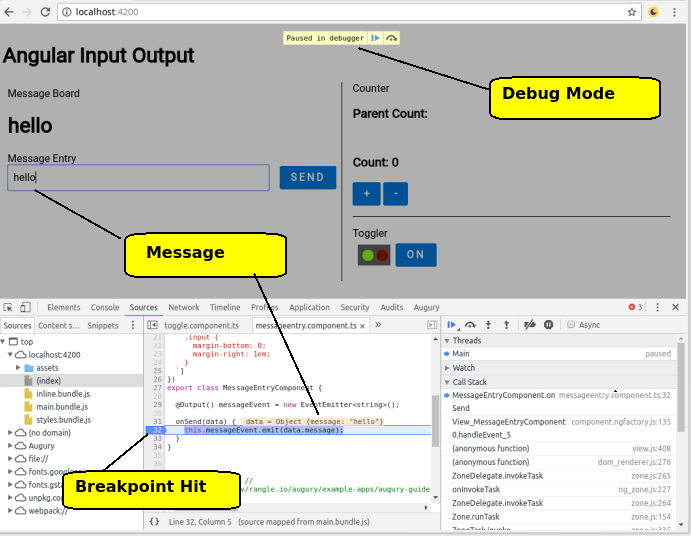 localhost:4200
Paused in debugger
Angular Input Output
Debug Mode
Message Board
hello
Message Entry
hello
SEND
Counter
Parent Count:
Count: 0
+
-
Toggler
ON
Message
Elements Console Sources Network Timeline Profiles Application Security Audits Augury
3
Sources Content s... Snippets
top
localhost:4200
assets
(index)
inline.bundle.js
main.bundle.js
styles.bundle.js
(no domain)
Augury
file://
fonts.google
fonts.gst
unpkg.co
webpack://
Breakpoint Hit
toggle.component.ts messageentry.component.ts × »
21 .input {
22 margin-bottom: 0;
23 margin-right: 1em;
24 }
25 `]
26 })
27 export class MessageEntryComponent {
28
29 @Output() messageEvent = new EventEmitter<string>();
30
31 onSend(data) { data = Object {message: "hello"}
32 this.messageEvent.emit(data.message);
33 }
34 }
35
36
//
v/rangle.io/augury/example-apps/augury-guide
{} Line 32, Column 5 (source mapped from main.bundle.js)
Async
Threads
Main paused
Watch
Call Stack
MessageEntryComponent.on messageentry.component.ts:32
Send
View_MessageEntryComponent component.ngfactory.js:135
0.handleEvent_5
(anonymous function) view.js:408
(anonymous function) dom_renderer.js:276
ZoneDelegate.invokeTask zone.js:265
onInvokeTask ng_zone.js:227
ZoneDelegate.invokeTask zone.js:264
Zone.runTask zone.js:154
ZoneTask.invoke zone.js:335